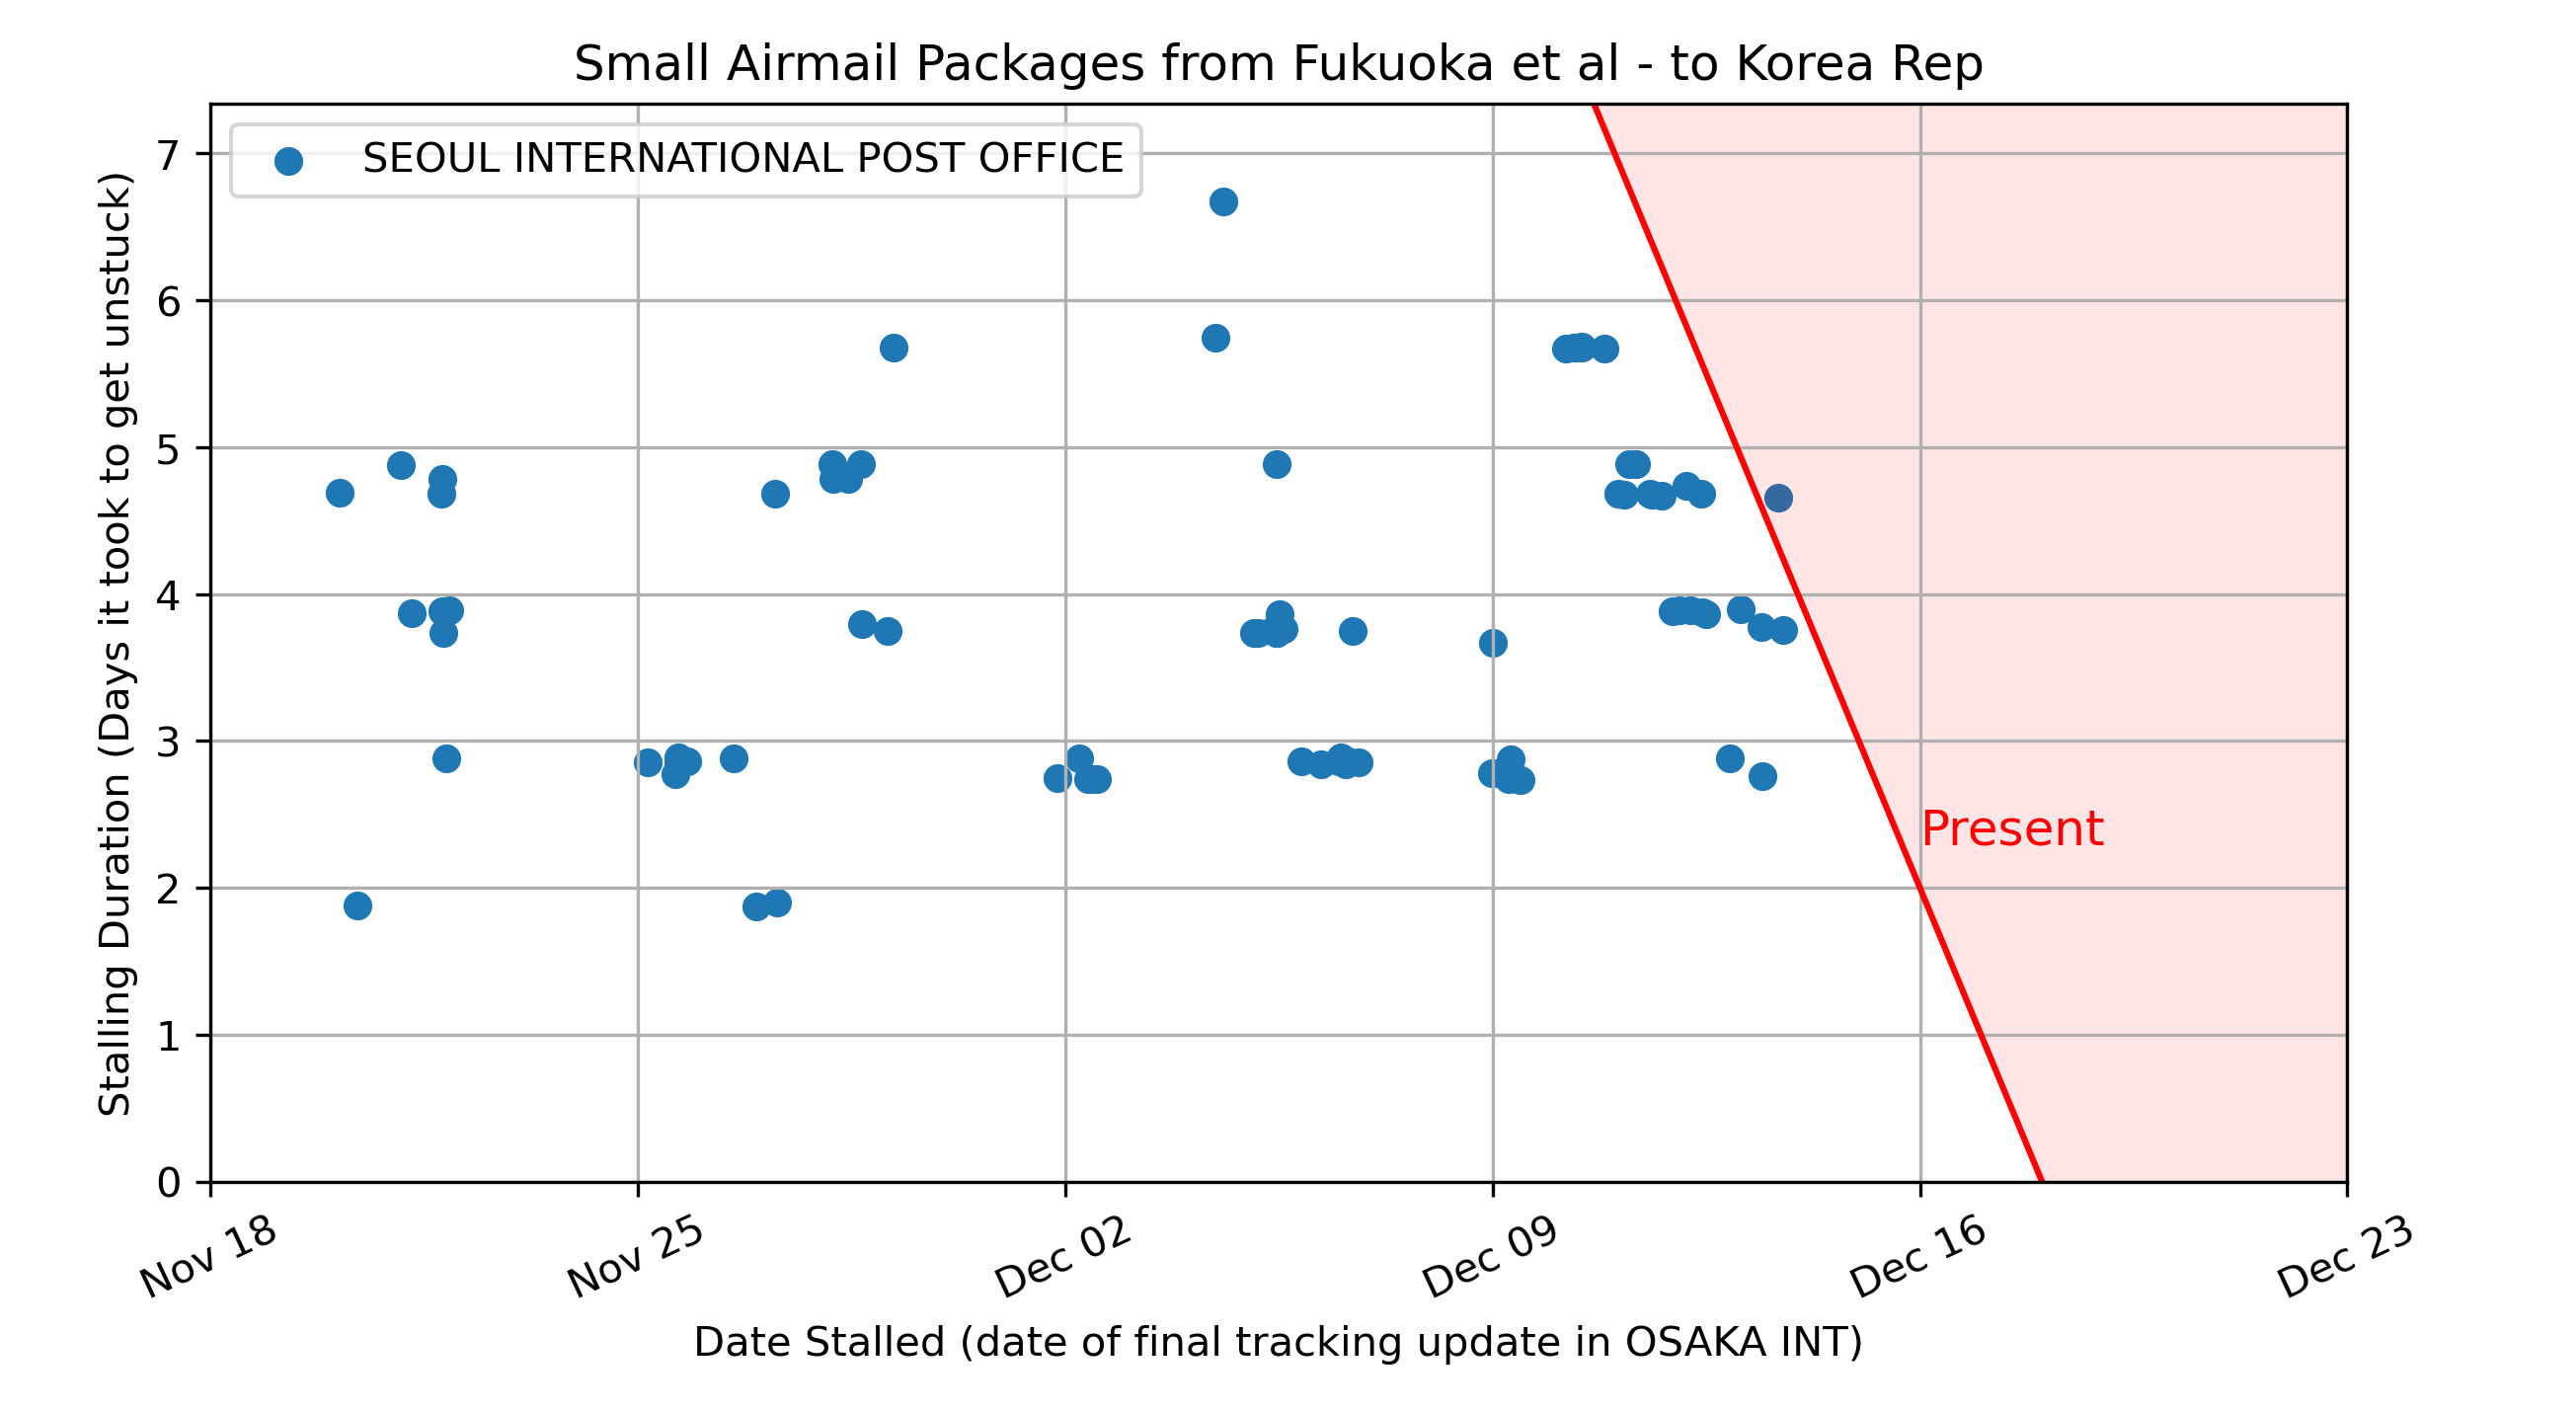 Small Airmail Packages from Fukuoka et al - to Korea Rep
SEOUL INTERNATIONAL POST OFFICE
Stalling Duration (Days it took to get unstuck)
7
6
5
4
3
2
1
0
Present
Nov 18
Nov 25
Dec 02
Dec 09
Dec 16
Dec 23
Date Stalled (date of final tracking update in OSAKA INT)